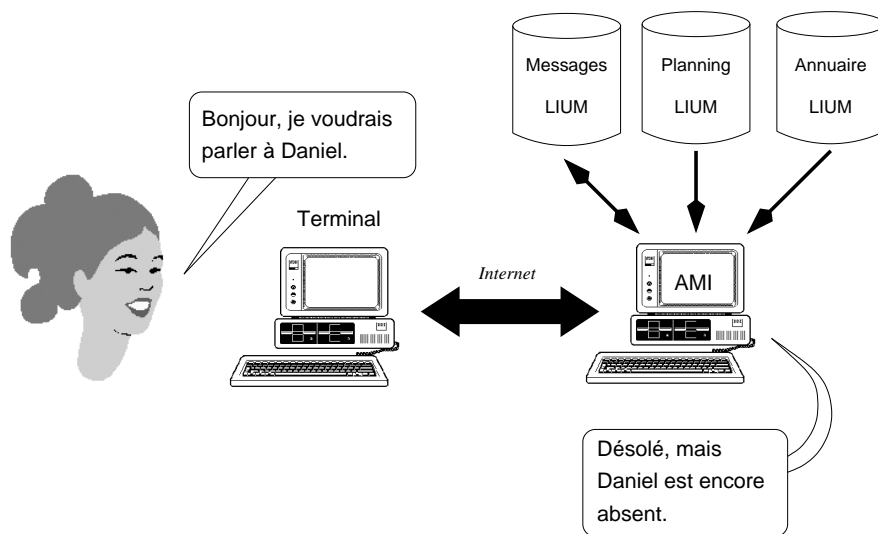 Messages
LIUM
Planning
LIUM
Annuaire
LIUM
Bonjour, je voudrais
parler à Daniel.
Terminal
Internet
AMI
Désolé, mais
Daniel est encore
absent.